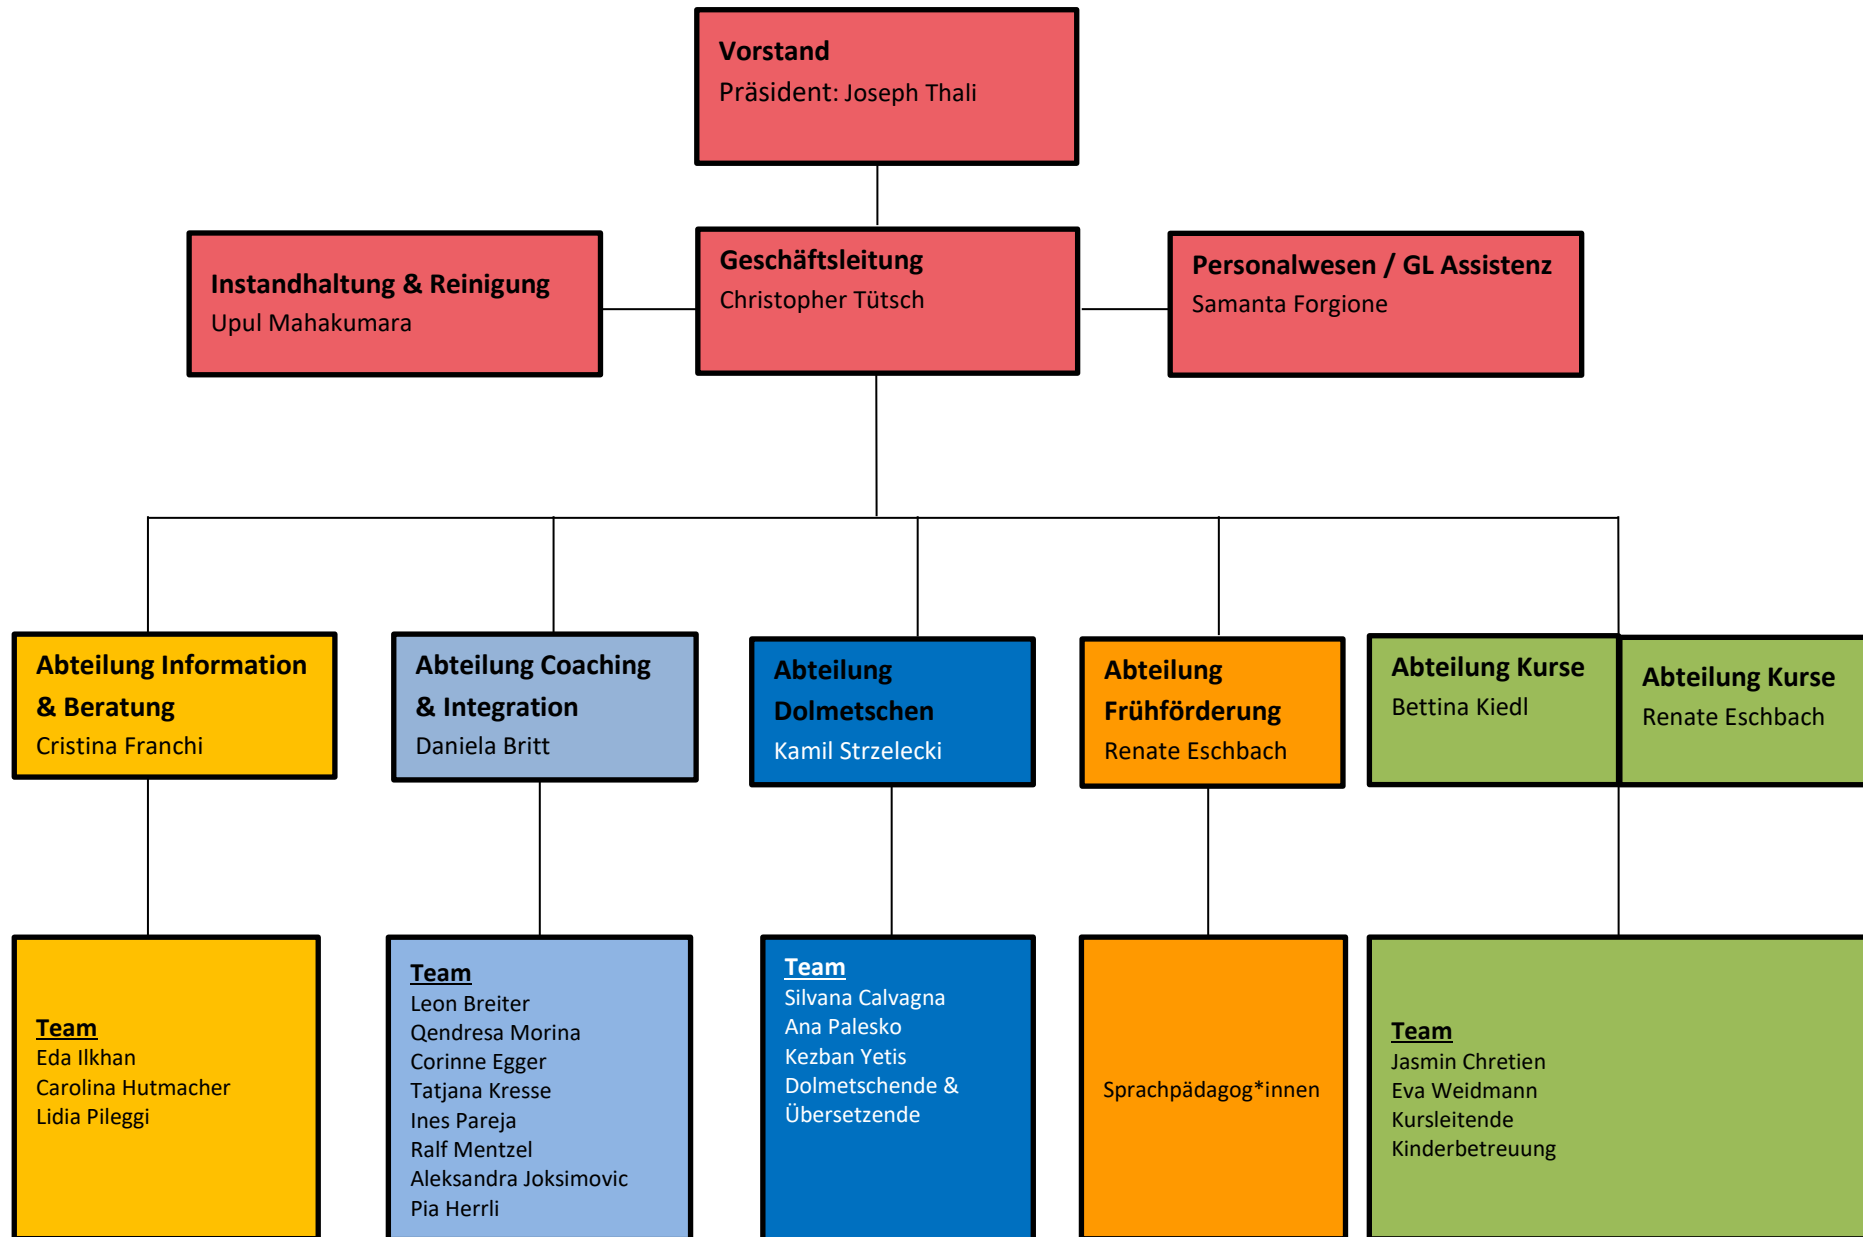 Vorstand
Präsident: Joseph Thali
Instandhaltung & Reinigung
Upul Mahakumara
Geschäftsleitung
Christopher Tütsch
Personalwesen / GL Assistenz
Samanta Forgione
Abteilung Information
& Beratung
Cristina Franchi
Abteilung Coaching
& Integration
Daniela Britt
Abteilung
Dolmetschen
Kamil Strzelecki
Abteilung
Frühförderung
Renate Eschbach
Abteilung Kurse
Bettina Kiedl
Abteilung Kurse
Renate Eschbach
Team
Eda Ilkhan
Carolina Hutmacher
Lidia Pileggi
Team
Leon Breiter
Qendresa Morina
Corinne Egger
Tatjana Kresse
Ines Pareja
Ralf Mentzel
Aleksandra Joksimovic
Pia Herrli
Team
Silvana Calvagna
Ana Palesko
Kezban Yetis
Dolmetschende &
Übersetzende
Sprachpädagog*innen
Team
Jasmin Chretien
Eva Weidmann
Kursleitende
Kinderbetreuung